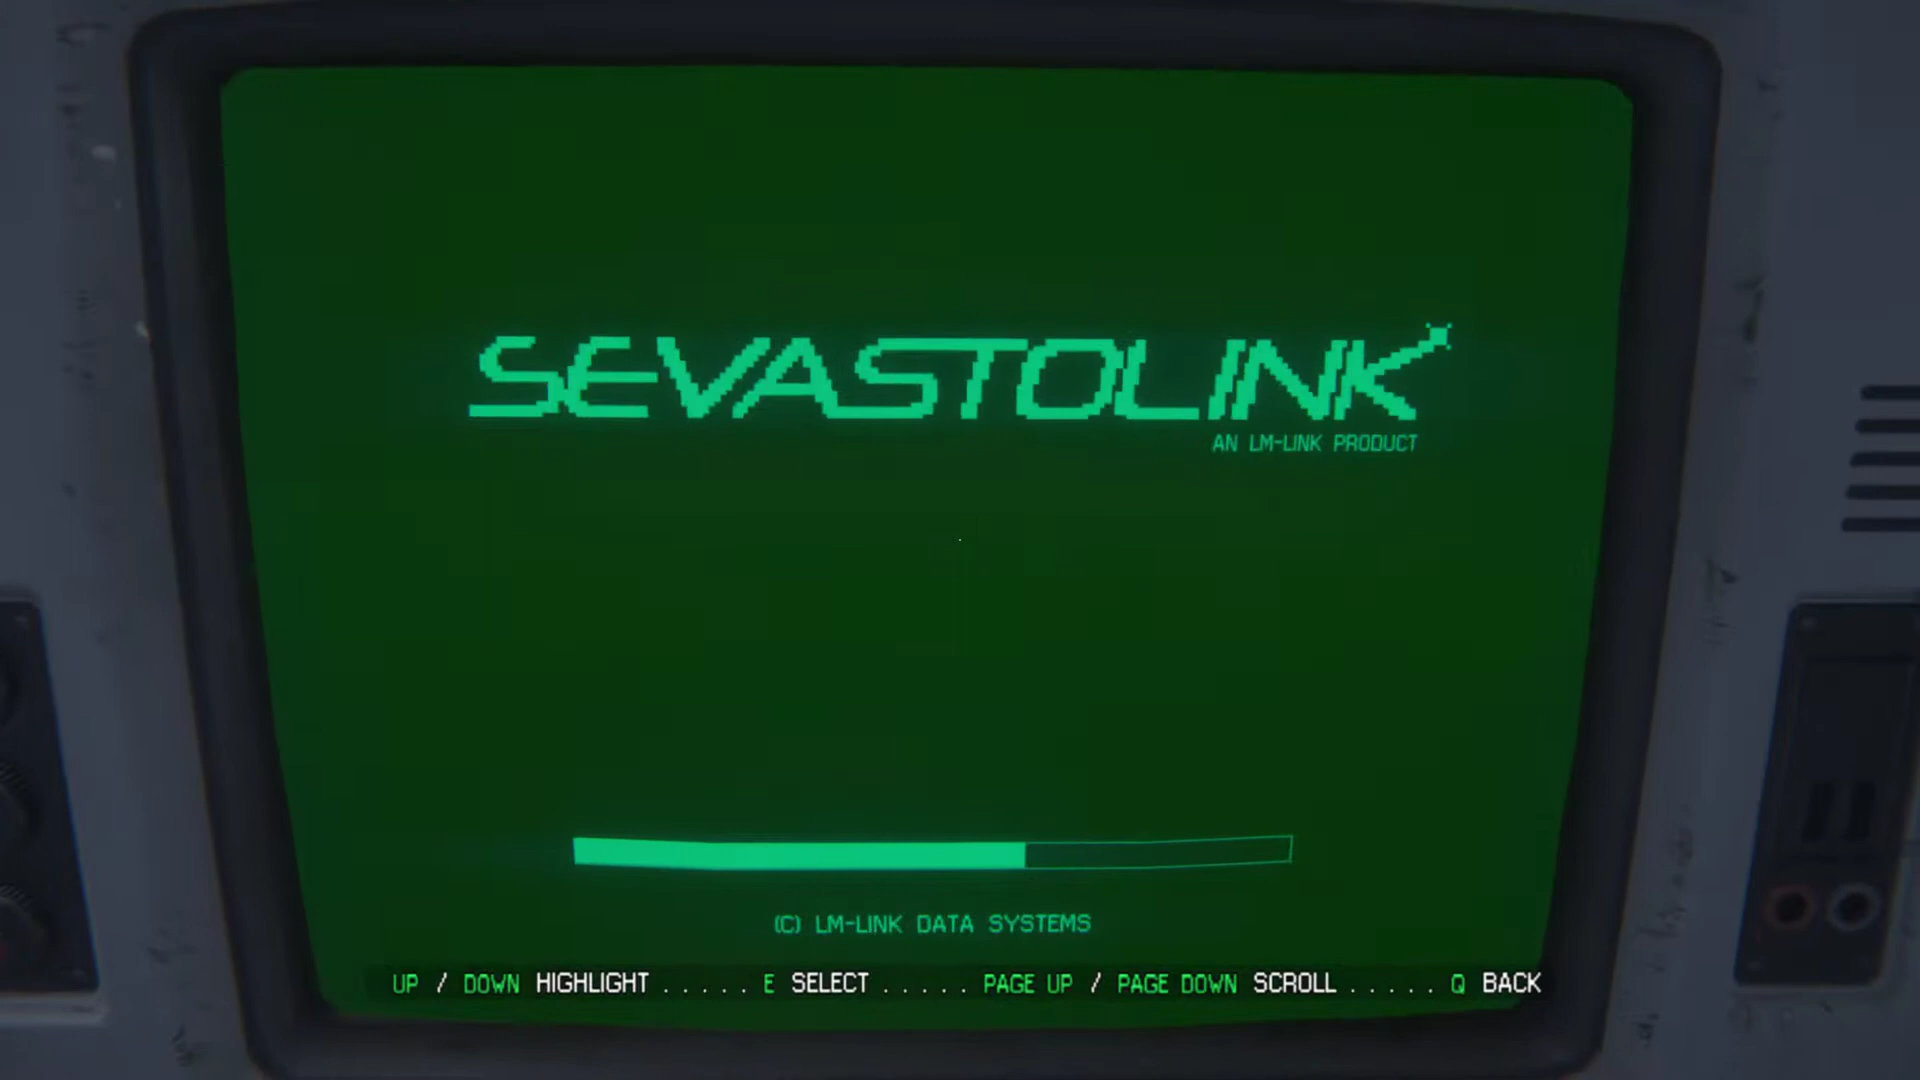 SEVASTOLINK
AN LM-LINK PRODUCT
(C) LM-LINK DATA SYSTEMS
UP / DOWN HIGHLIGHT ..... E SELECT ..... PAGE UP / PAGE DOWN SCROLL ..... Q BACK